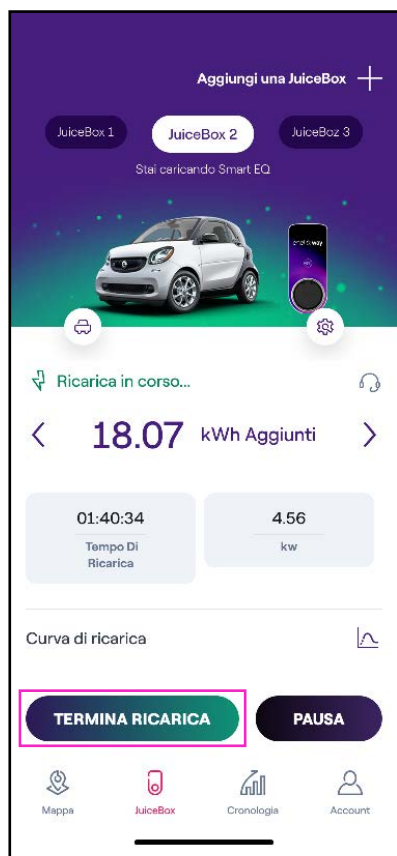 Aggiungi una JuiceBox
JuiceBox 1 JuiceBox 2 JuiceBoz 3
Stai caricando Smart EQ
enel x way
Ricarica in corso...
18.07 kWh Aggiunti
01:40:34 4.56
Tempo Di kw
Ricarica
Curva di ricarica
TERMINA RICARICA PAUSA
Mappa JuiceBox Cronologia Account